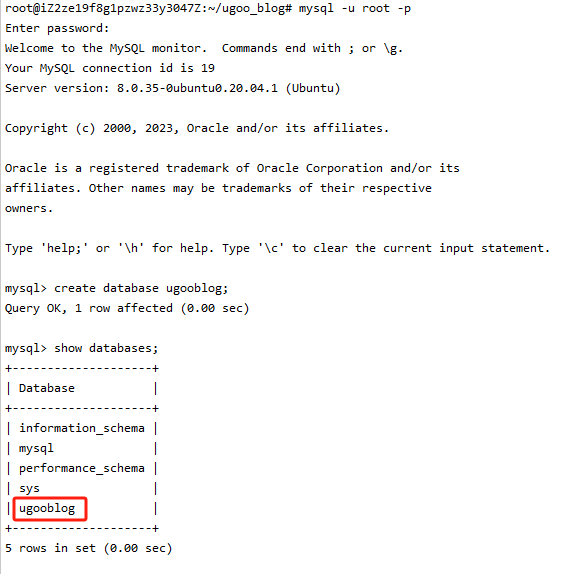 root@iZ2ze19f8g1pzwz33y3047Z:~/ugoo_blog# mysql -u root -p
Enter password:
Welcome to the MySQL monitor.  Commands end with ; or \g.
Your MySQL connection id is 19
Server version: 8.0.35-0ubuntu0.20.04.1 (Ubuntu)
Copyright (c) 2000, 2023, Oracle and/or its affiliates.
Oracle is a registered trademark of Oracle Corporation and/or its
affiliates. Other names may be trademarks of their respective
owners.
Type 'help;' or '\h' for help. Type '\c' to clear the current input statement.
mysql> create database ugooblog;
Query OK, 1 row affected (0.00 sec)
mysql> show databases;
+--------------------+
| Database           |
+--------------------+
| information_schema |
| mysql              |
| performance_schema |
| sys                |
| ugooblog           |
+--------------------+
5 rows in set (0.00 sec)